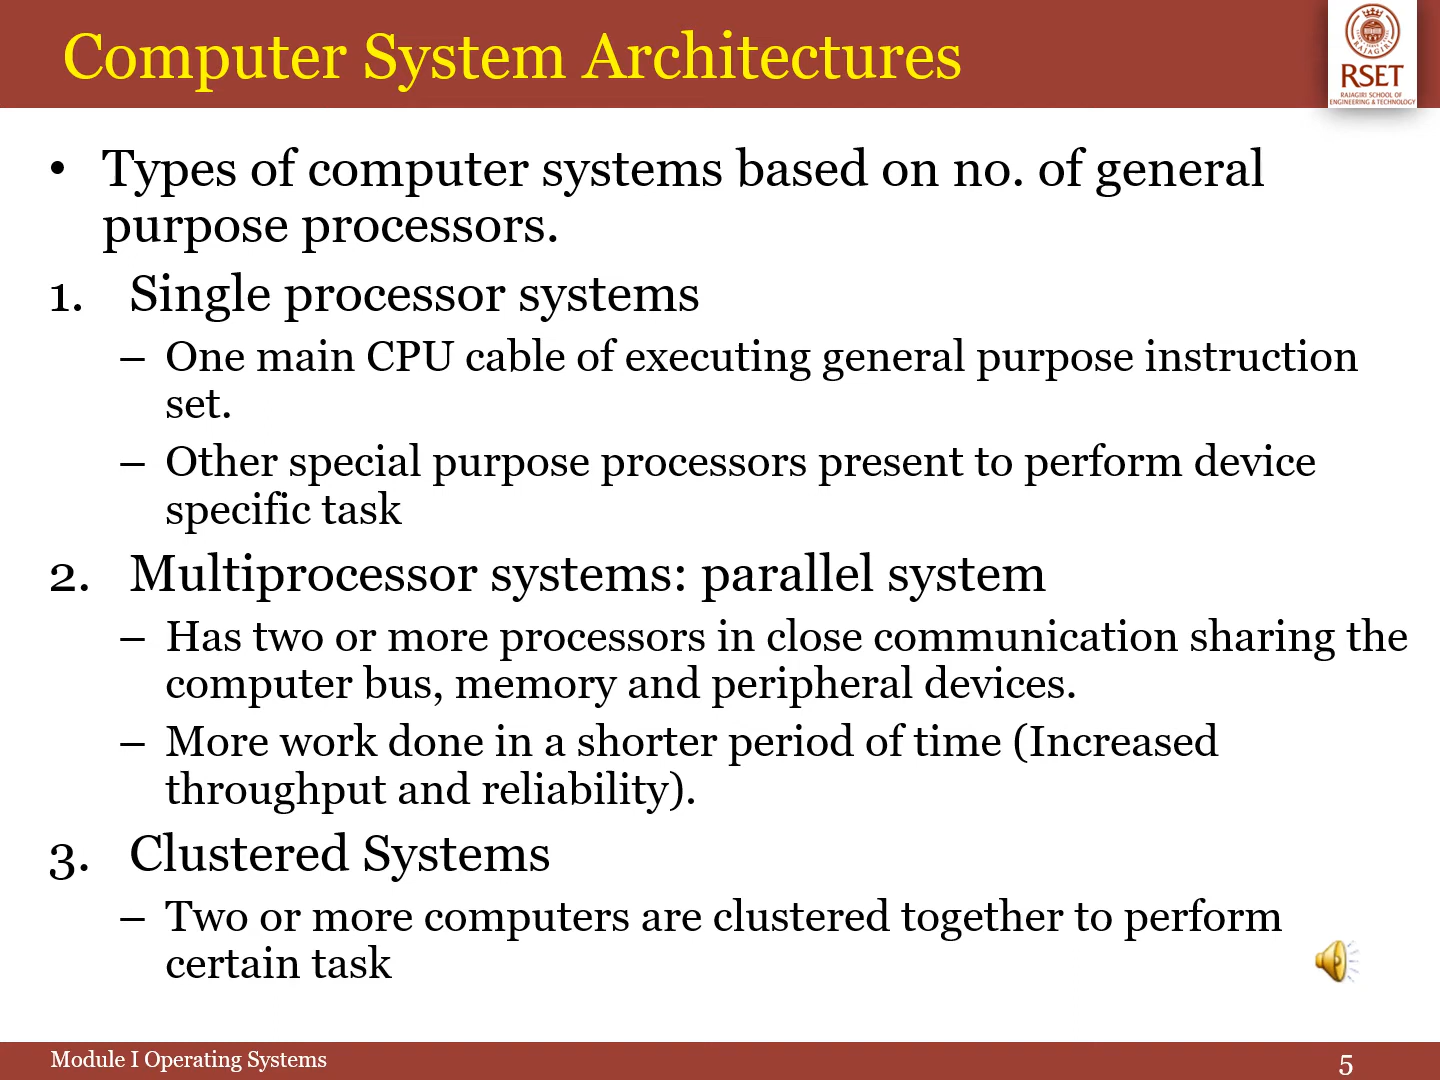 Computer System Architectures
RAJAGIRI
RSET
RAJAGIRI SCHOOL OF
ENGINEERING & TECHNOLOGY
• Types of computer systems based on no. of general
purpose processors.
1. Single processor systems
– One main CPU cable of executing general purpose instruction
set.
– Other special purpose processors present to perform device
specific task
2. Multiprocessor systems: parallel system
– Has two or more processors in close communication sharing the
computer bus, memory and peripheral devices.
– More work done in a shorter period of time (Increased
throughput and reliability).
3. Clustered Systems
– Two or more computers are clustered together to perform
certain task
Module I Operating Systems
5